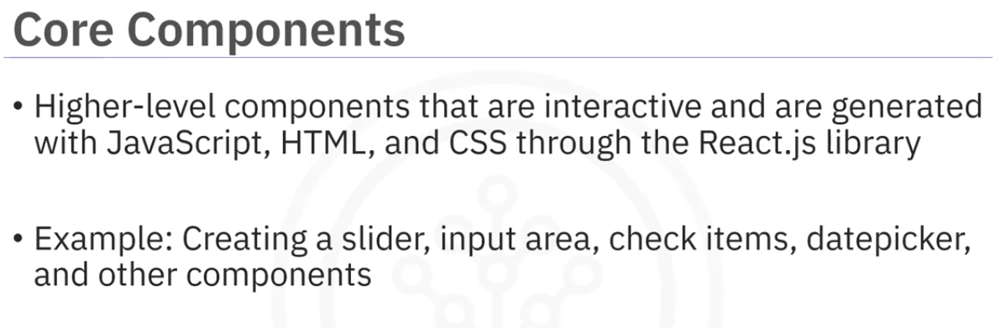 Core Components
• Higher-level components that are interactive and are generated
with JavaScript, HTML, and CSS through the React.js library
• Example: Creating a slider, input area, check items, datepicker,
and other components